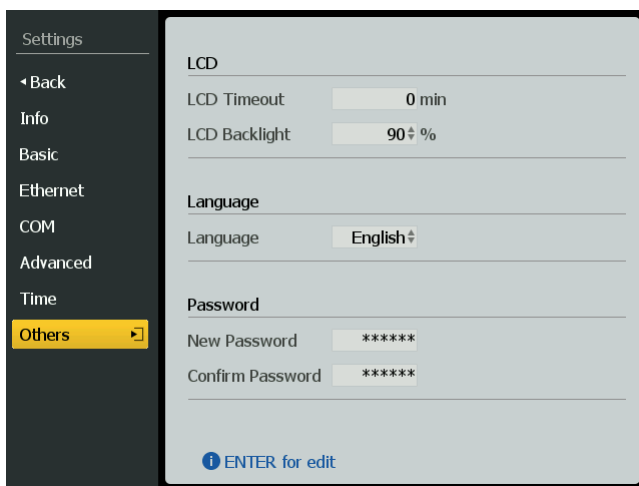 Settings
Back
Info
Basic
Ethernet
COM
Advanced
Time
Others
LCD
LCD Timeout 0 min
LCD Backlight 90 %
Language
Language English
Password
New Password ******
Confirm Password ******
ENTER for edit